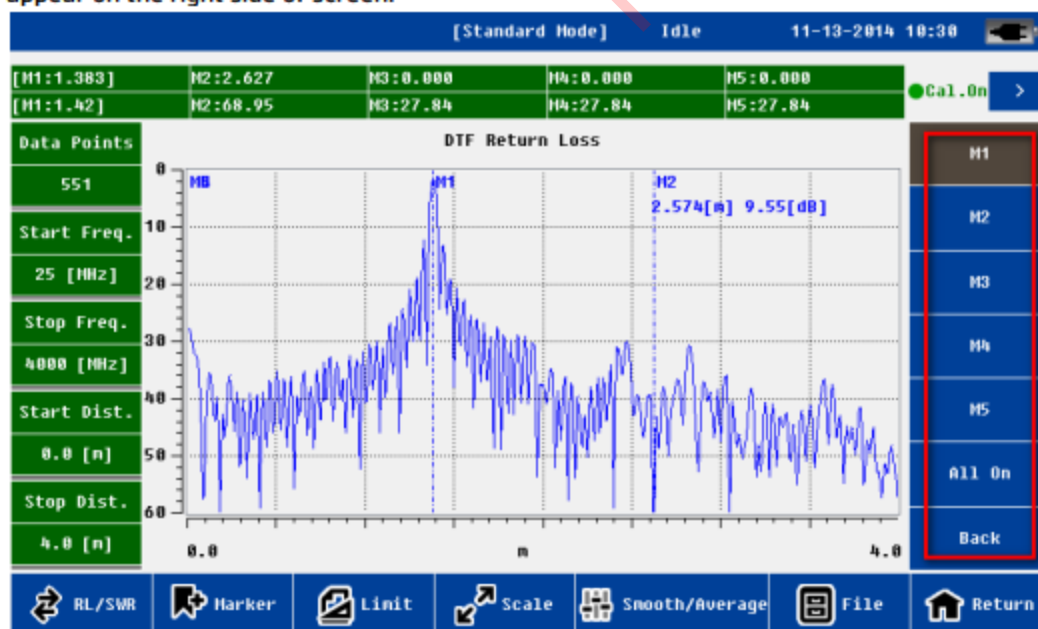 appear on the right side of screen.
[Standard Mode] Idle 11-13-2014 10:30
[M1:1.383] M2:2.627 M3:0.000 M4:0.000 M5:0.000
[M1:1.42] M2:68.95 M3:27.84 M4:27.84 M5:27.84
Cal.On >
Data Points
551
Start Freq.
25 [MHz]
Stop Freq.
4000 [MHz]
Start Dist.
0.0 [m]
Stop Dist.
4.0 [m]
DTF Return Loss
0
10
20
30
40
50
60
MB M1 M2
2.574[m] 9.55[dB]
0.0 m 4.0
M1
M2
M3
M4
M5
All On
Back
RL/SWR Marker Limit Scale Smooth/Average File Return